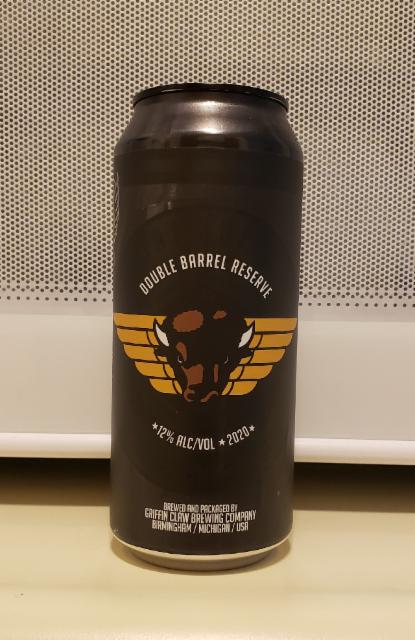 DOUBLE BARREL RESERVE
★12% ALC/VOL ★ 2020★
BREWED AND PACKAGED BY
GRIFFIN CLAW BREWING COMPANY
BIRMINGHAM / MICHIGAN / USA